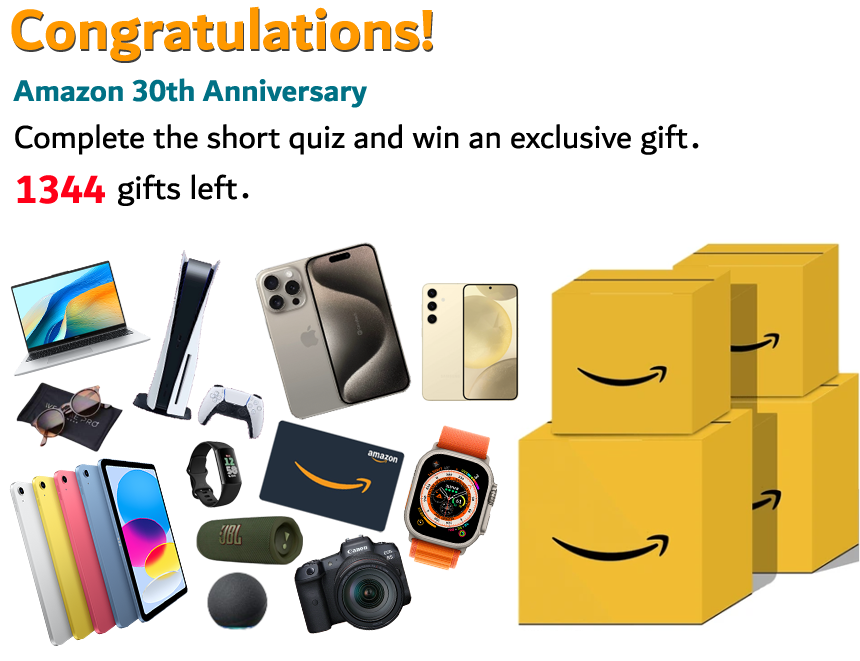 Congratulations!
Amazon 30th Anniversary
Complete the short quiz and win an exclusive gift.
1344 gifts left.
amazon
JBL
Canon